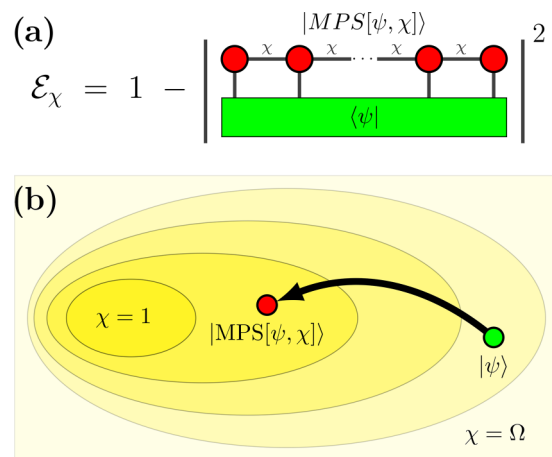 (a)
|MPS[ψ, χ]⟩
χ χ ··· χ χ
ℰ_χ = 1 − | |²
⟨ψ|
(b)
χ = 1
|MPS[ψ, χ]⟩
|ψ⟩
χ = Ω